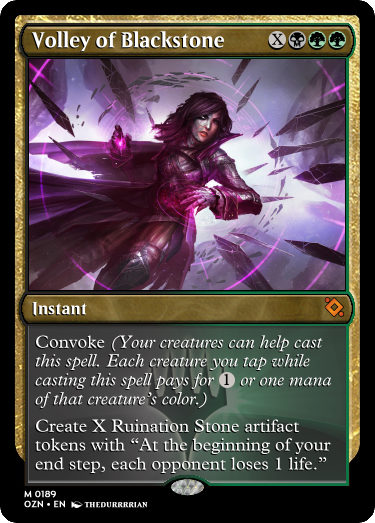 Volley of Blackstone X
Instant
Convoke (Your creatures can help cast
this spell. Each creature you tap while
casting this spell pays for 1 or one mana
of that creature's color.)
Create X Ruination Stone artifact
tokens with “At the beginning of your
end step, each opponent loses 1 life.”
M 0189
OZN • EN THEDURRRRIAN